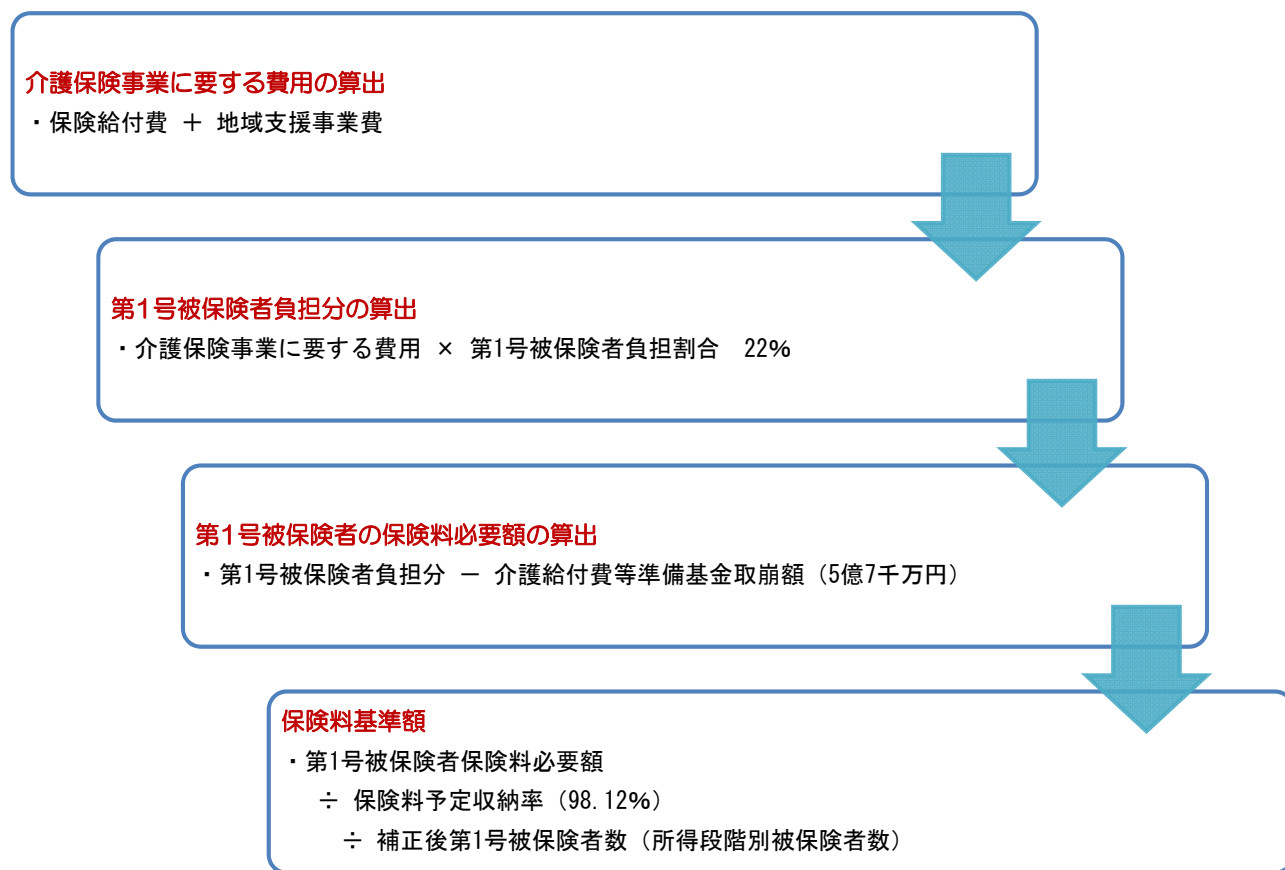 介護保険事業に要する費用の算出
・保険給付費 ＋ 地域支援事業費
第1号被保険者負担分の算出
・介護保険事業に要する費用 × 第1号被保険者負担割合　22%
第1号被保険者の保険料必要額の算出
・第1号被保険者負担分 － 介護給付費等準備基金取崩額（5億7千万円）
保険料基準額
・第1号被保険者保険料必要額
÷ 保険料予定収納率（98.12%）
÷ 補正後第1号被保険者数（所得段階別被保険者数）